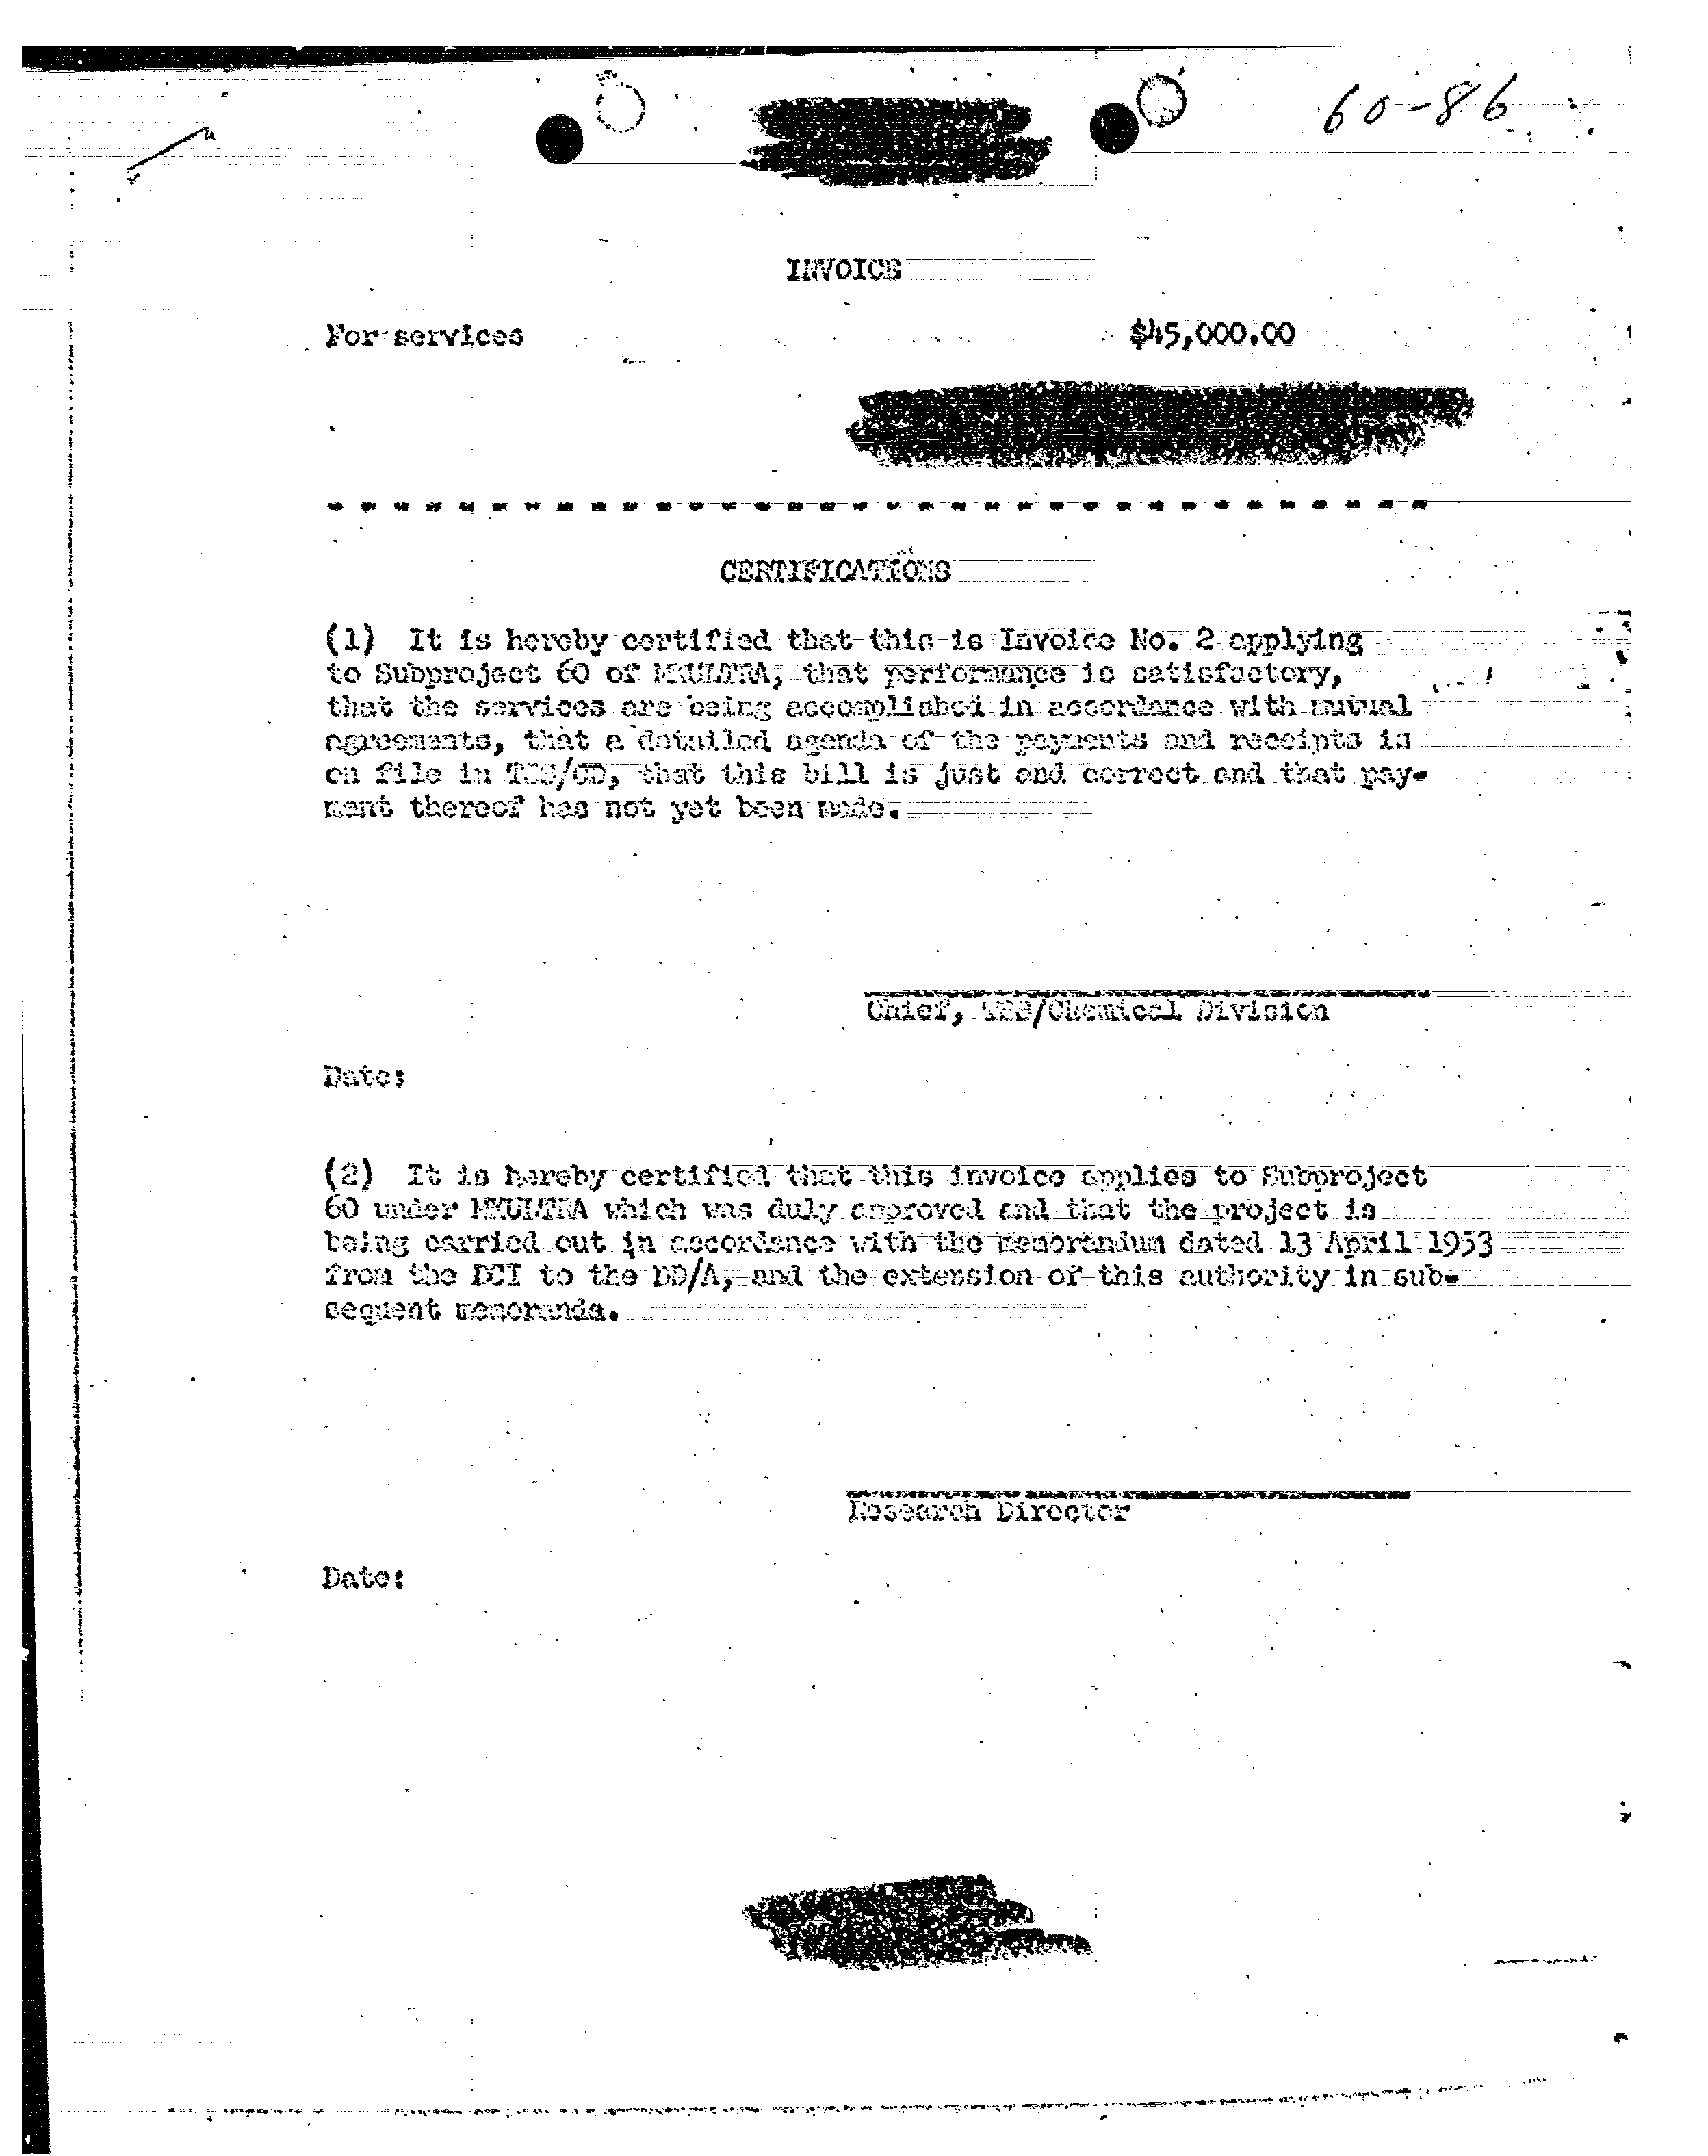 60-86
INVOICE
For services $45,000.00
CERTIFICATIONS
(1) It is hereby certified that this is Invoice No. 2 applying
to Subproject 60 of MKULTRA, that performance is satisfactory,
that the services are being accomplished in accordance with mutual
agreements, that a detailed agenda of the payments and receipts is
on file in TSS/CD, that this bill is just and correct and that pay-
ment thereof has not yet been made.
Chief, TSS/Chemical Division
Date:
(2) It is hereby certified that this invoice applies to Subproject
60 under MKULTRA which was duly approved and that the project is
being carried out in accordance with the memorandum dated 13 April 1953
from the DCI to the DD/A, and the extension of this authority in sub-
sequent memoranda.
Research Director
Date: